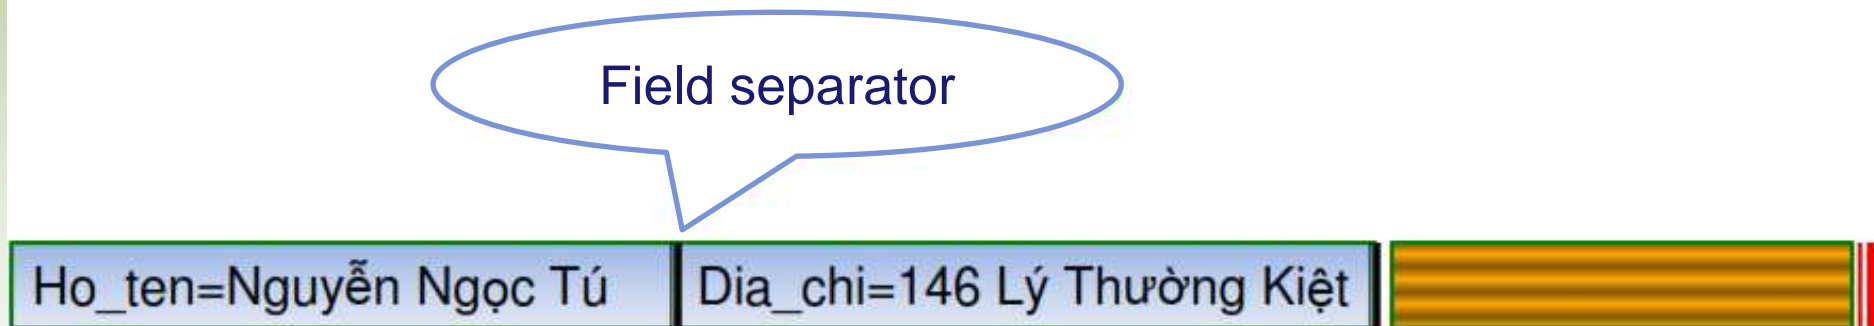 Field separator
Ho_ten=Nguyễn Ngọc Tú Dia_chi=146 Lý Thường Kiệt